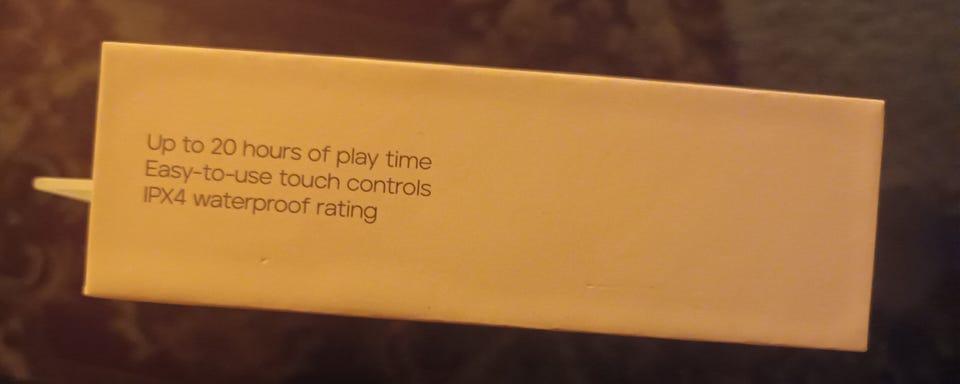 Up to 20 hours of play time
Easy-to-use touch controls
IPX4 waterproof rating